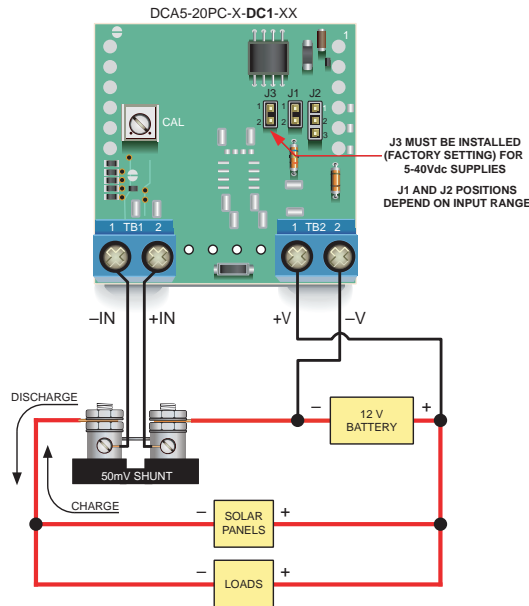 DCA5-20PC-X-DC1-XX
1
J3 J1 J2
1 1 1
2 2 2
3
CAL
J3 MUST BE INSTALLED
(FACTORY SETTING) FOR
5-40Vdc SUPPLIES
J1 AND J2 POSITIONS
DEPEND ON INPUT RANGE
1 TB1 2
1 TB2 2
–IN +IN
+V –V
DISCHARGE
– 12 V BATTERY +
50mV SHUNT
CHARGE
– SOLAR PANELS +
– LOADS +